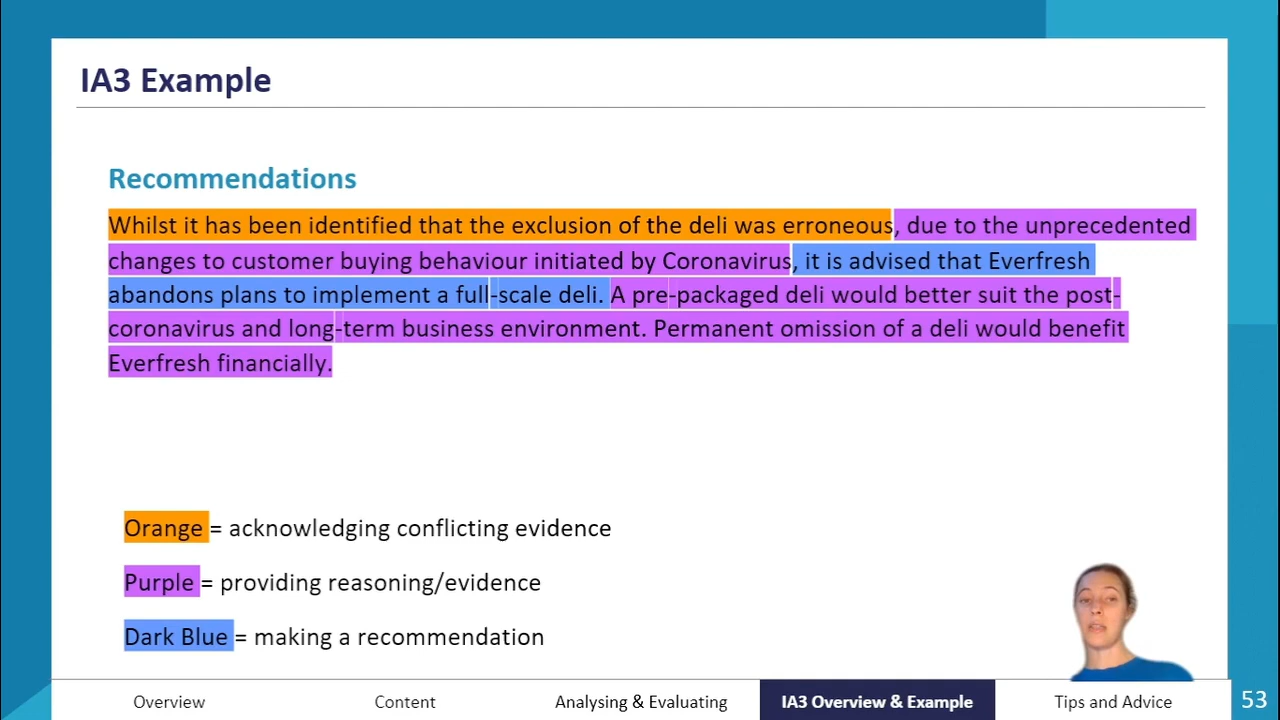 IA3 Example
Recommendations
Whilst it has been identified that the exclusion of the deli was erroneous, due to the unprecedented
changes to customer buying behaviour initiated by Coronavirus, it is advised that Everfresh
abandons plans to implement a full-scale deli. A pre-packaged deli would better suit the post-
coronavirus and long-term business environment. Permanent omission of a deli would benefit
Everfresh financially.
Orange = acknowledging conflicting evidence
Purple = providing reasoning/evidence
Dark Blue = making a recommendation
Overview Content Analysing & Evaluating IA3 Overview & Example Tips and Advice 53